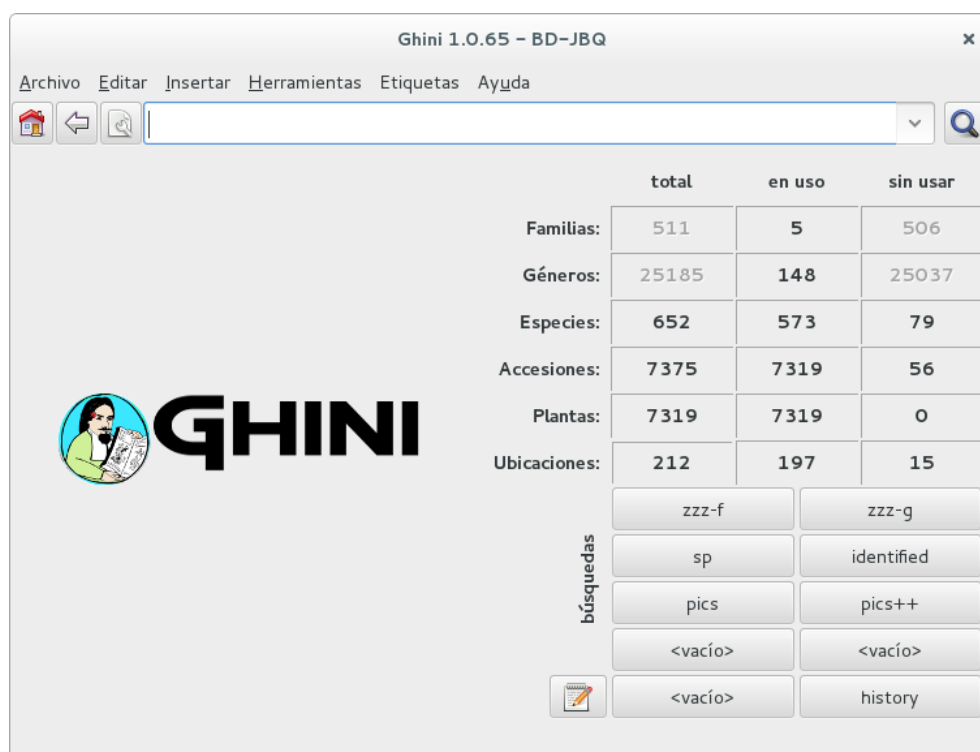 Ghini 1.0.65 - BD-JBQ
Archivo Editar Insertar Herramientas Etiquetas Ayuda
total en uso sin usar
Familias: 511 5 506
Géneros: 25185 148 25037
Especies: 652 573 79
Accesiones: 7375 7319 56
Plantas: 7319 7319 0
Ubicaciones: 212 197 15
GHINI
búsquedas
zzz-f zzz-g
sp identified
pics pics++
<vacío> <vacío>
<vacío> history